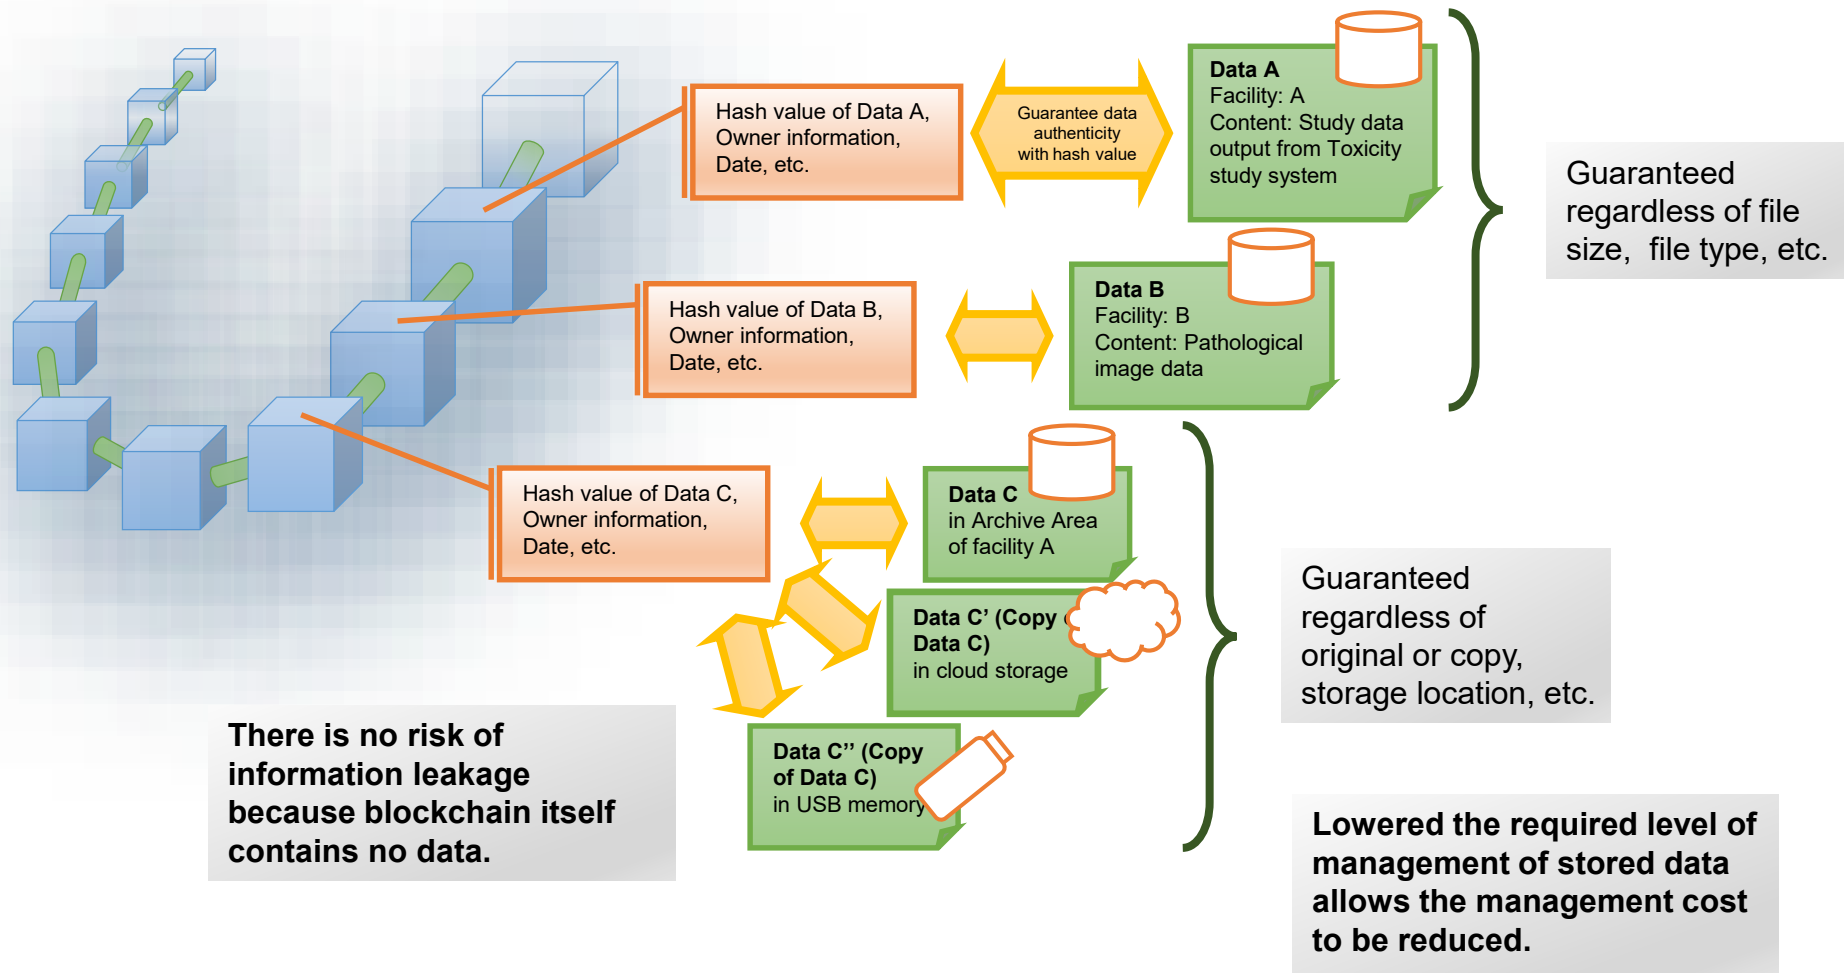 Hash value of Data A,
Owner information,
Date, etc.
Guarantee data
authenticity
with hash value
Data A
Facility: A
Content: Study data
output from Toxicity
study system
Guaranteed
regardless of file
size,  file type, etc.
Hash value of Data B,
Owner information,
Date, etc.
Data B
Facility: B
Content: Pathological
image data
Hash value of Data C,
Owner information,
Date, etc.
Data C
in Archive Area
of facility A
Data C’ (Copy
Data C)
in cloud storage
Data C’’ (Copy
of Data C)
in USB memory
Guaranteed
regardless of
original or copy,
storage location, etc.
There is no risk of
information leakage
because blockchain itself
contains no data.
Lowered the required level of
management of stored data
allows the management cost
to be reduced.